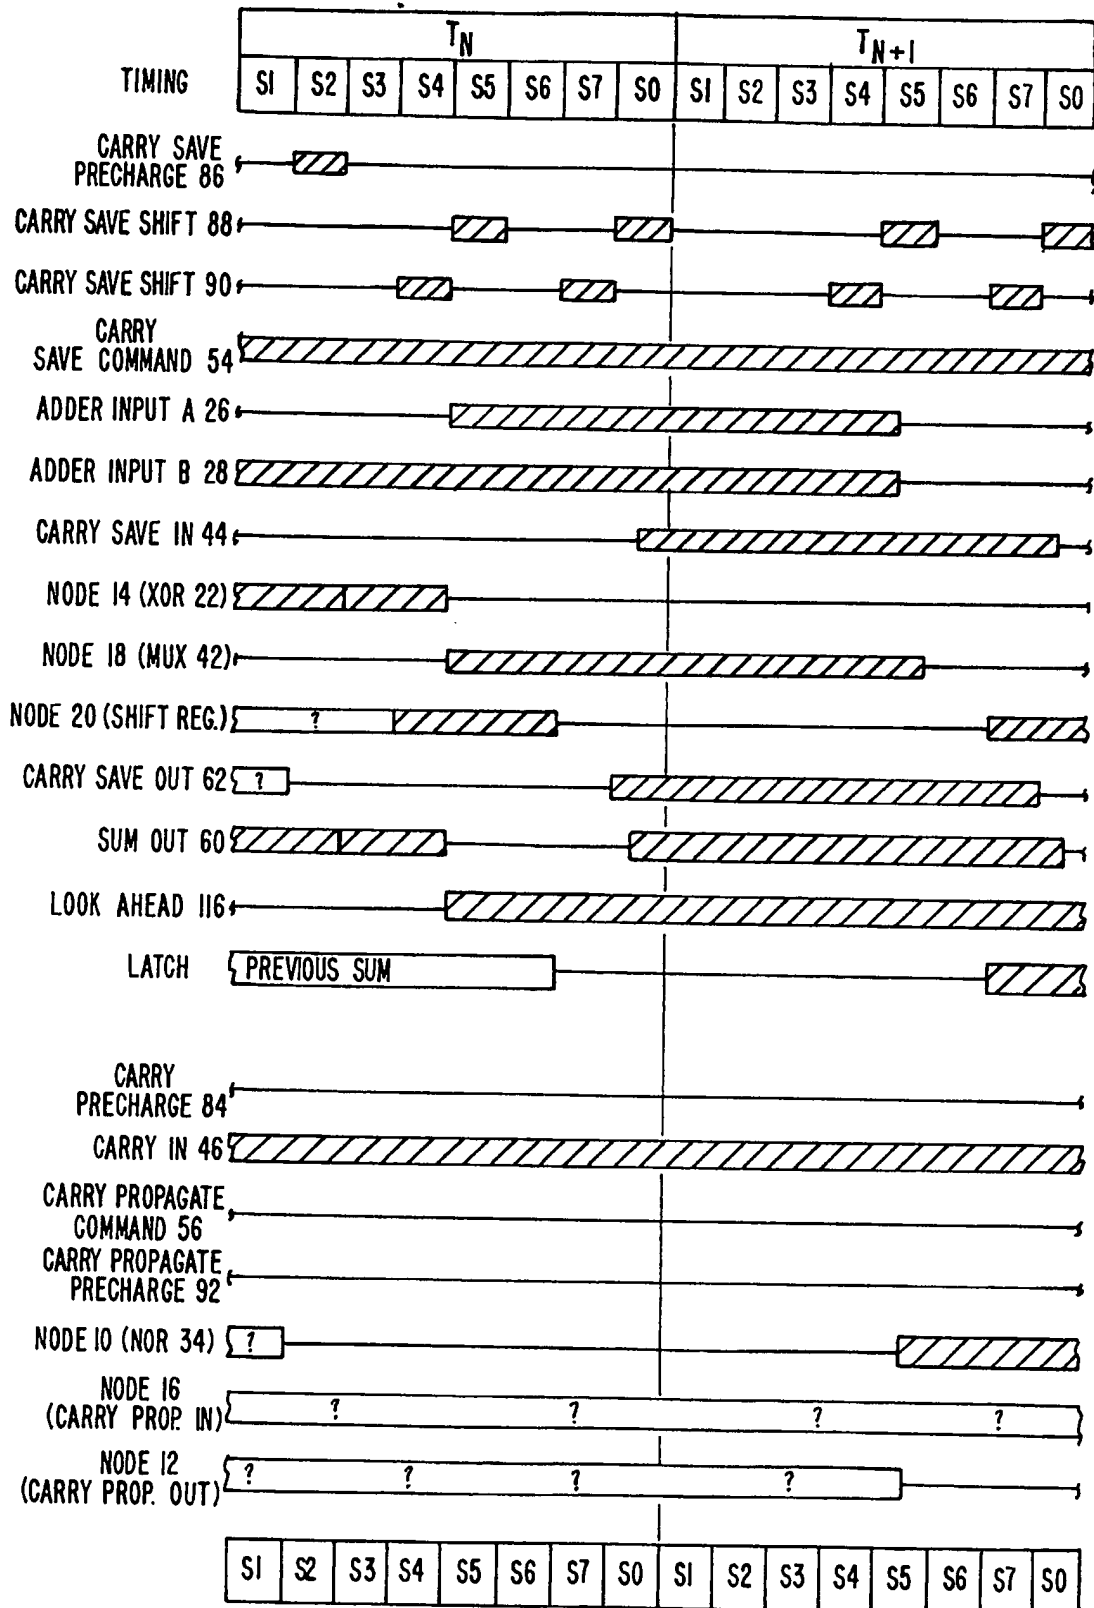 T_N T_N+1
TIMING S1 S2 S3 S4 S5 S6 S7 S0 S1 S2 S3 S4 S5 S6 S7 S0
CARRY SAVE
PRECHARGE 86
CARRY SAVE SHIFT 88
CARRY SAVE SHIFT 90
CARRY
SAVE COMMAND 54
ADDER INPUT A 26
ADDER INPUT B 28
CARRY SAVE IN 44
NODE 14 (XOR 22)
NODE 18 (MUX 42)
NODE 20 (SHIFT REG.) ?
CARRY SAVE OUT 62 ?
SUM OUT 60
LOOK AHEAD 116
LATCH PREVIOUS SUM
CARRY
PRECHARGE 84
CARRY IN 46
CARRY PROPAGATE
COMMAND 56
CARRY PROPAGATE
PRECHARGE 92
NODE 10 (NOR 34) ?
NODE 16
(CARRY PROP. IN) ? ? ? ?
NODE 12
(CARRY PROP. OUT) ? ? ? ?
S1 S2 S3 S4 S5 S6 S7 S0 S1 S2 S3 S4 S5 S6 S7 S0